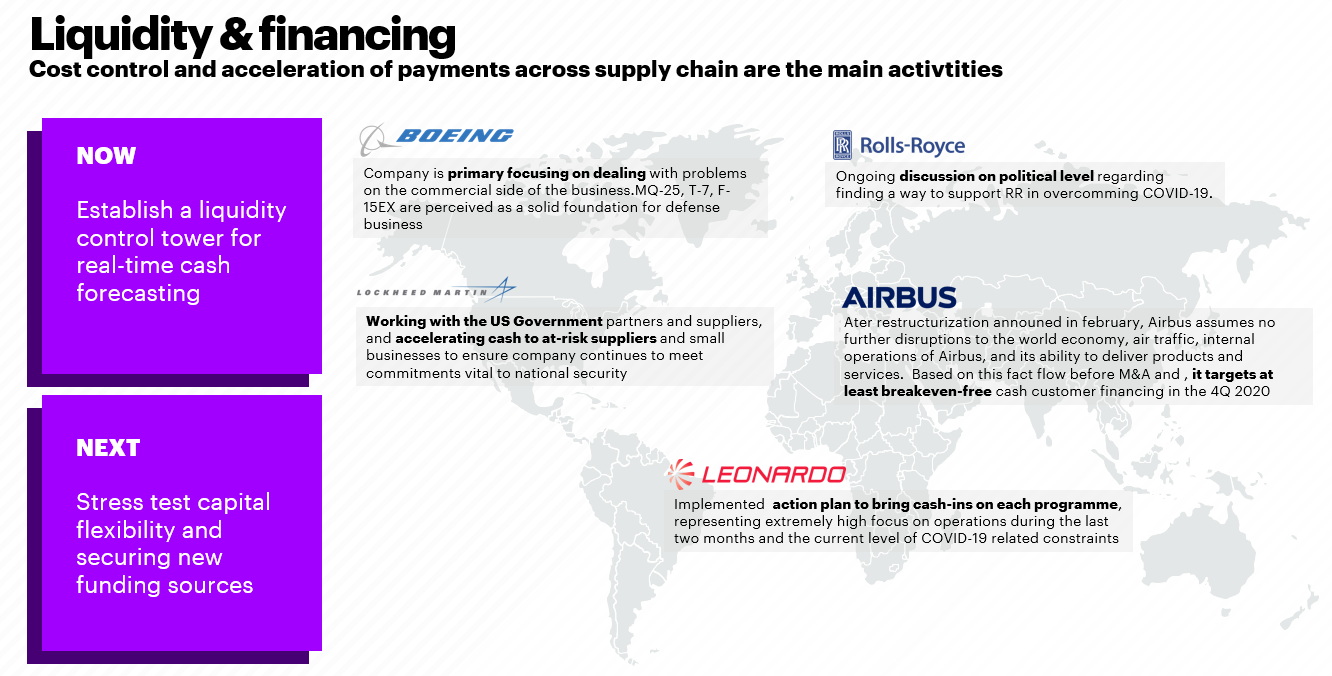 Liquidity & financing
Cost control and acceleration of payments across supply chain are the main activtities
NOW
Establish a liquidity
control tower for
real-time cash
forecasting
NEXT
Stress test capital
flexibility and
securing new
funding sources
BOEING
Company is primary focusing on dealing with problems
on the commercial side of the business.MQ-25, T-7, F-
15EX are perceived as a solid foundation for defense
business
LOCKHEED MARTIN
Working with the US Government partners and suppliers,
and accelerating cash to at-risk suppliers and small
businesses to ensure company continues to meet
commitments vital to national security
ROLLS
RR
ROYCE
Rolls-Royce
Ongoing discussion on political level regarding
finding a way to support RR in overcomming COVID-19.
AIRBUS
Ater restructurization announed in february, Airbus assumes no
further disruptions to the world economy, air traffic, internal
operations of Airbus, and its ability to deliver products and
services.  Based on this fact flow before M&A and , it targets at
least breakeven-free cash customer financing in the 4Q 2020
LEONARDO
Implemented  action plan to bring cash-ins on each programme,
representing extremely high focus on operations during the last
two months and the current level of COVID-19 related constraints